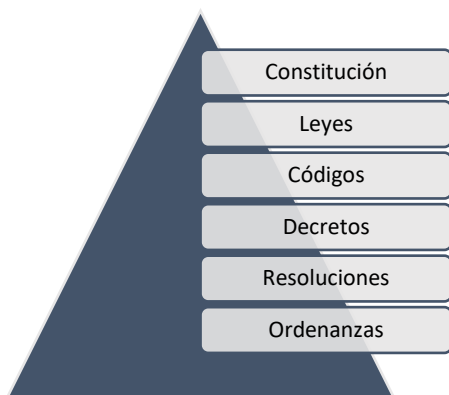 Constitución
Leyes
Códigos
Decretos
Resoluciones
Ordenanzas